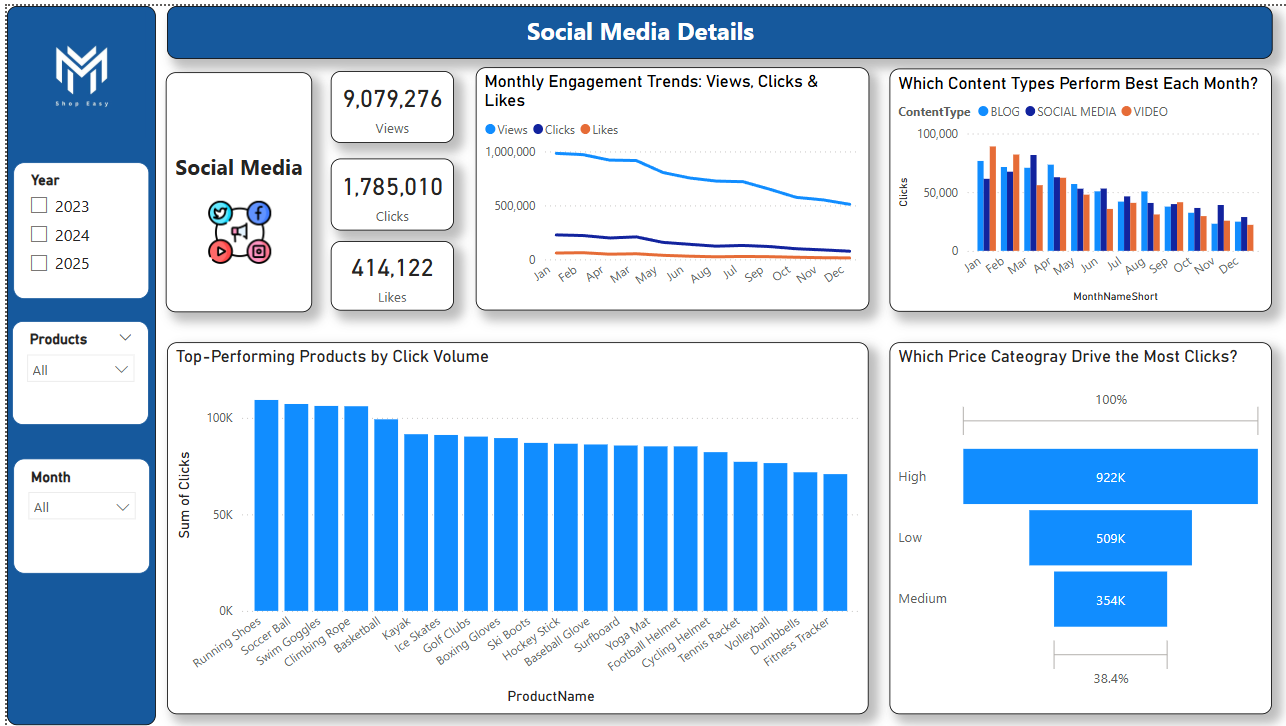 Social Media Details
Shop Easy
Year
2023
2024
2025
Products
All
Month
All
Social Media
9,079,276
Views
1,785,010
Clicks
414,122
Likes
Monthly Engagement Trends: Views, Clicks &
Likes
Views Clicks Likes
1,000,000
500,000
0
Jan Feb Apr Mar May Jun Aug Jul Sep Oct Nov Dec
Which Content Types Perform Best Each Month?
ContentType BLOG SOCIAL MEDIA VIDEO
100,000
50,000
0
Clicks
Jan Feb Mar Apr May Jun Jul Aug Sep Oct Nov Dec
MonthNameShort
Top-Performing Products by Click Volume
100K
50K
0K
Sum of Clicks
Running Shoes
Soccer Ball
Swim Goggles
Climbing Rope
Basketball
Kayak
Ice Skates
Golf Clubs
Boxing Gloves
Ski Boots
Hockey Stick
Baseball Glove
Surfboard
Yoga Mat
Football Helmet
Cycling Helmet
Tennis Racket
Volleyball
Dumbbells
Fitness Tracker
ProductName
Which Price Cateogray Drive the Most Clicks?
100%
High 922K
Low 509K
Medium 354K
38.4%